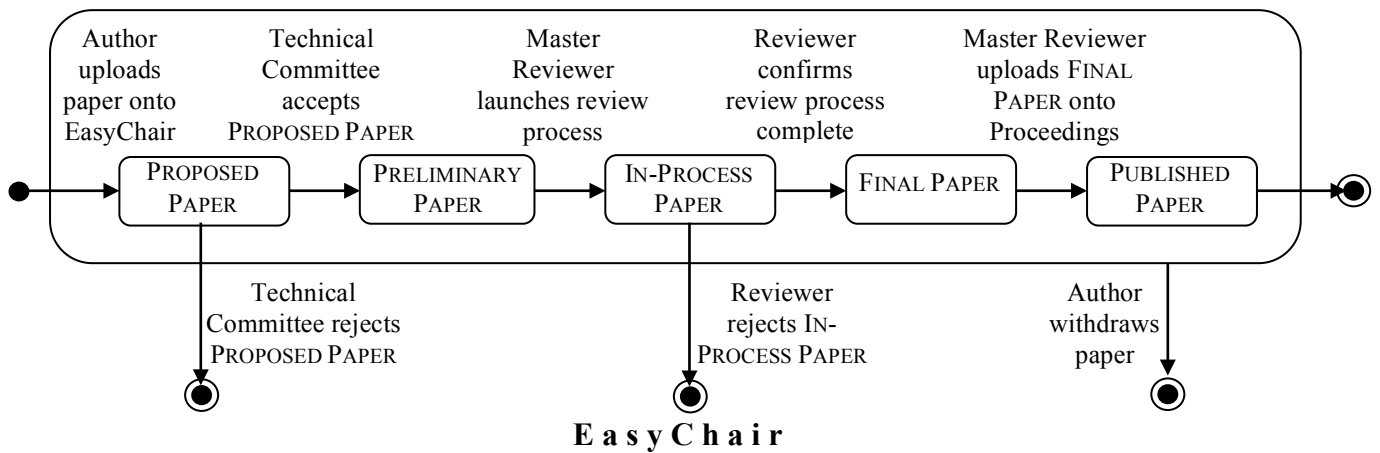 Author
uploads
paper onto
EasyChair
Technical
Committee
accepts
PROPOSED PAPER
Master
Reviewer
launches review
process
Reviewer
confirms
review process
complete
Master Reviewer
uploads FINAL
PAPER onto
Proceedings
PROPOSED
PAPER
PRELIMINARY
PAPER
IN-PROCESS
PAPER
FINAL PAPER
PUBLISHED
PAPER
Technical
Committee rejects
PROPOSED PAPER
Reviewer
rejects IN-
PROCESS PAPER
Author
withdraws
paper
EasyChair